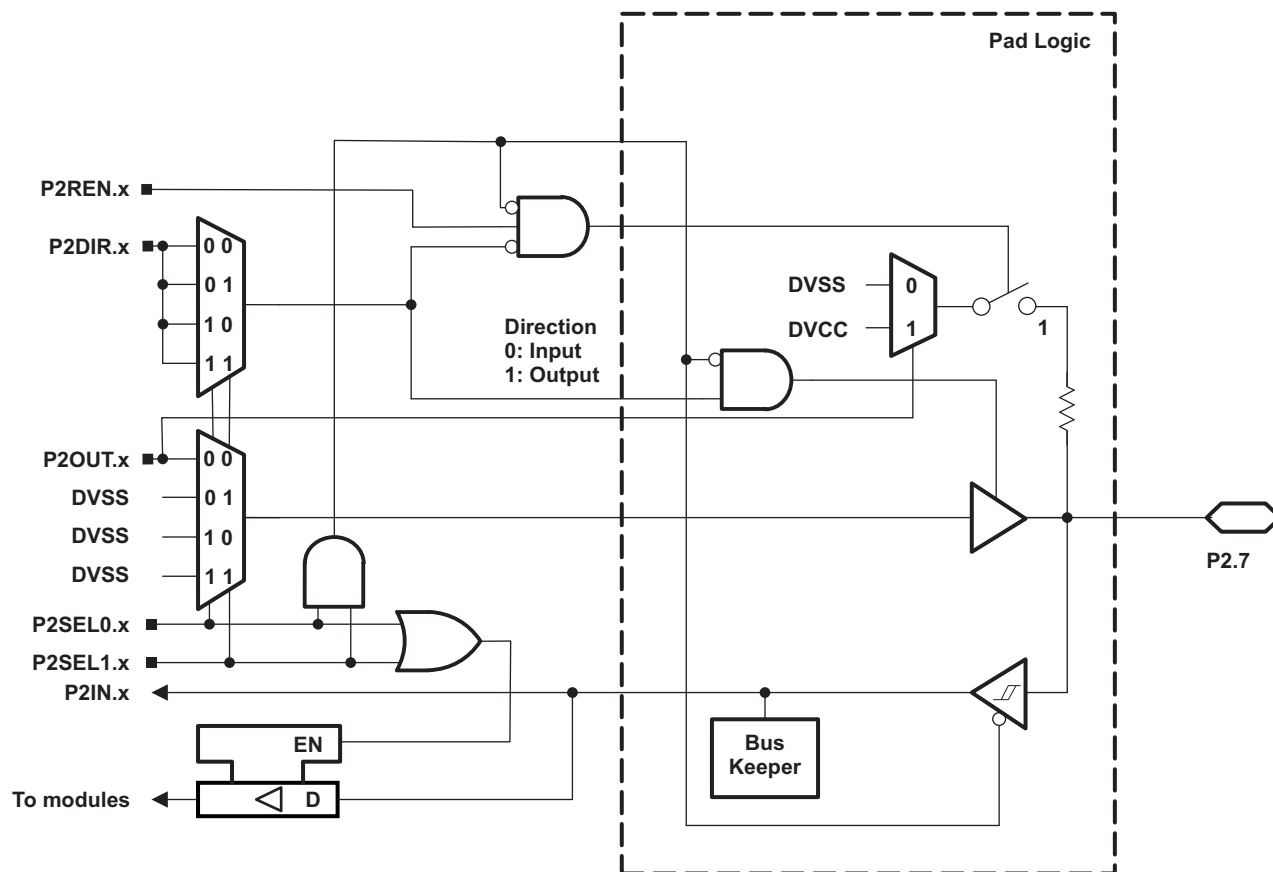 Pad Logic
P2REN.x
P2DIR.x
0 0
0 1
1 0
1 1
Direction
0: Input
1: Output
DVSS
DVCC
0
1
1
P2OUT.x
DVSS
DVSS
DVSS
0 0
0 1
1 0
1 1
P2.7
P2SEL0.x
P2SEL1.x
P2IN.x
EN
D
To modules
Bus
Keeper